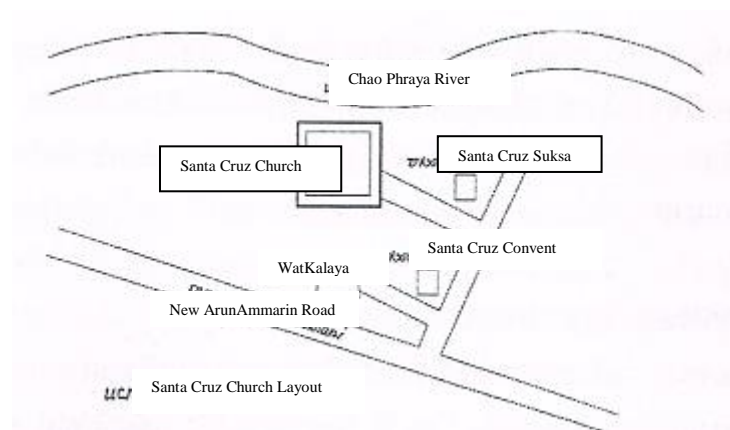 Chao Phraya River
Santa Cruz Church
Santa Cruz Suksa
Santa Cruz Convent
WatKalaya
New ArunAmmarin Road
Santa Cruz Church Layout